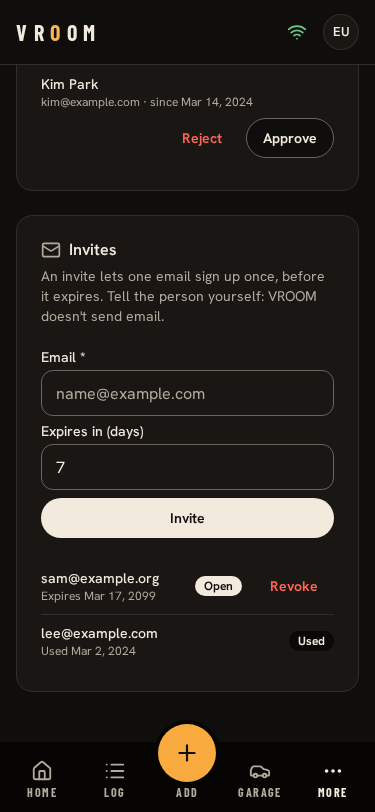 VROOM
EU
Kim Park
kim@example.com · since Mar 14, 2024
Reject
Approve
Invites
An invite lets one email sign up once, before
it expires. Tell the person yourself: VROOM
doesn't send email.
Email *
name@example.com
Expires in (days)
7
Invite
sam@example.org
Expires Mar 17, 2099
Open
Revoke
lee@example.com
Used Mar 2, 2024
Used
HOME
LOG
ADD
GARAGE
MORE